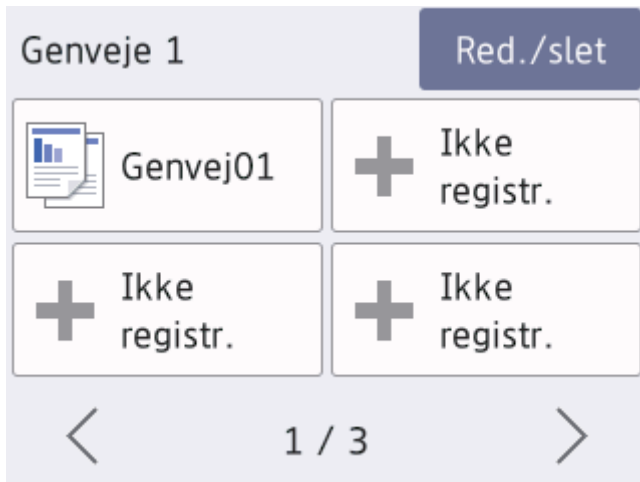 Genveje 1
Red./slet
Genvej01
Ikke
registr.
Ikke
registr.
Ikke
registr.
1 / 3